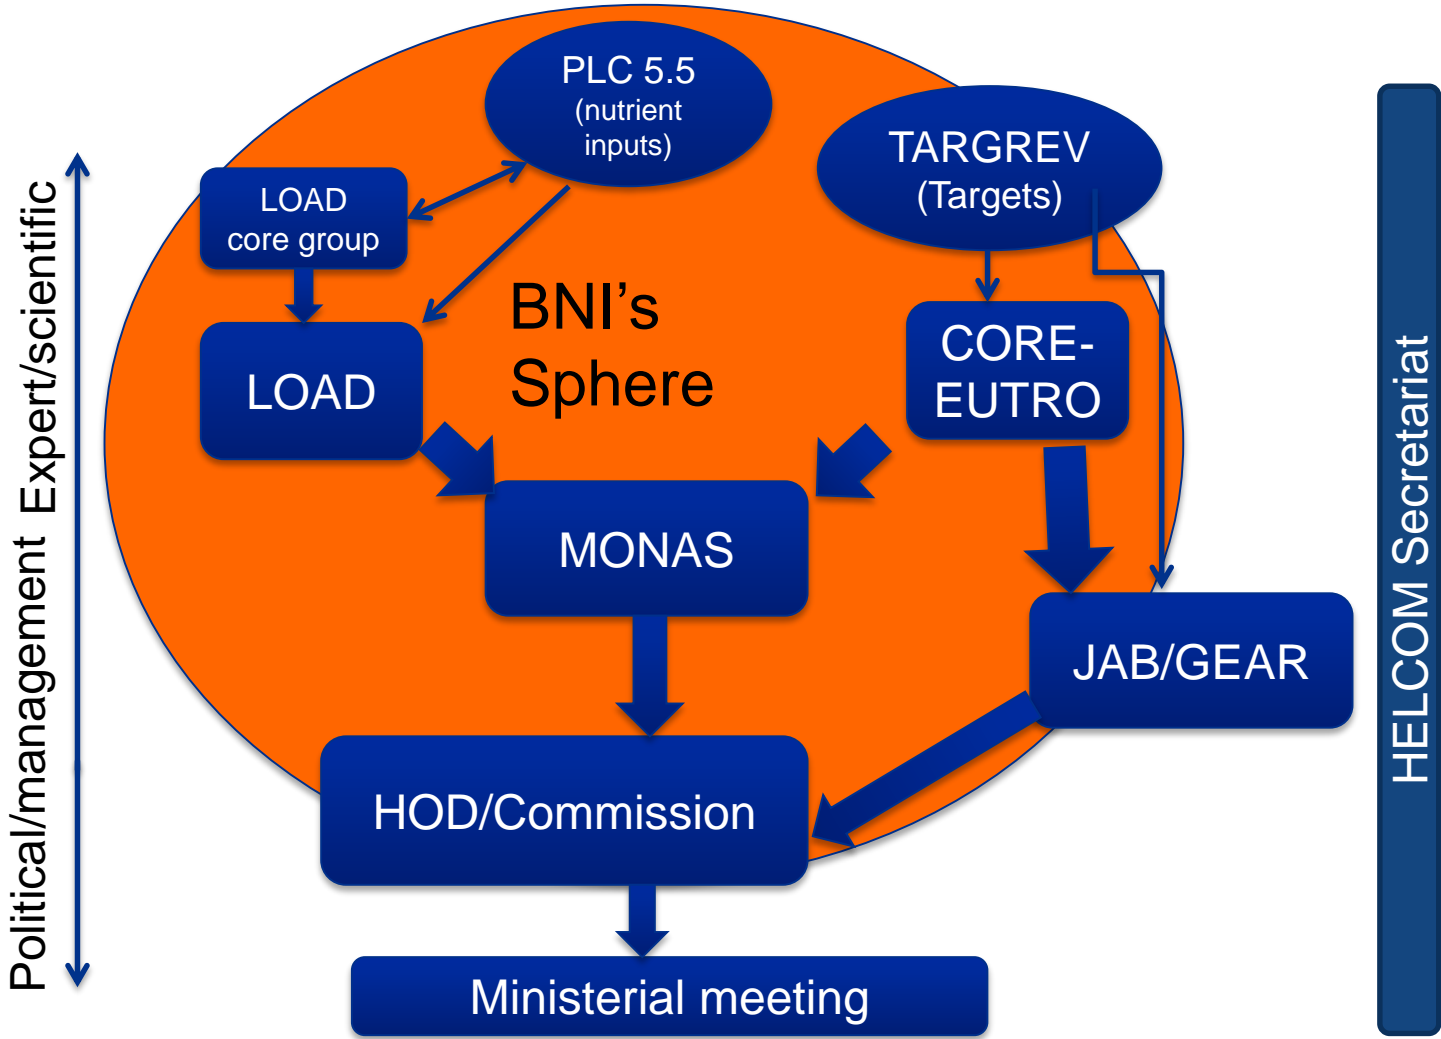 PLC 5.5
(nutrient
inputs)
TARGREV
(Targets)
LOAD
core group
BNI's
Sphere
CORE-
EUTRO
LOAD
MONAS
JAB/GEAR
HOD/Commission
Ministerial meeting
Political/management Expert/scientific
HELCOM Secretariat